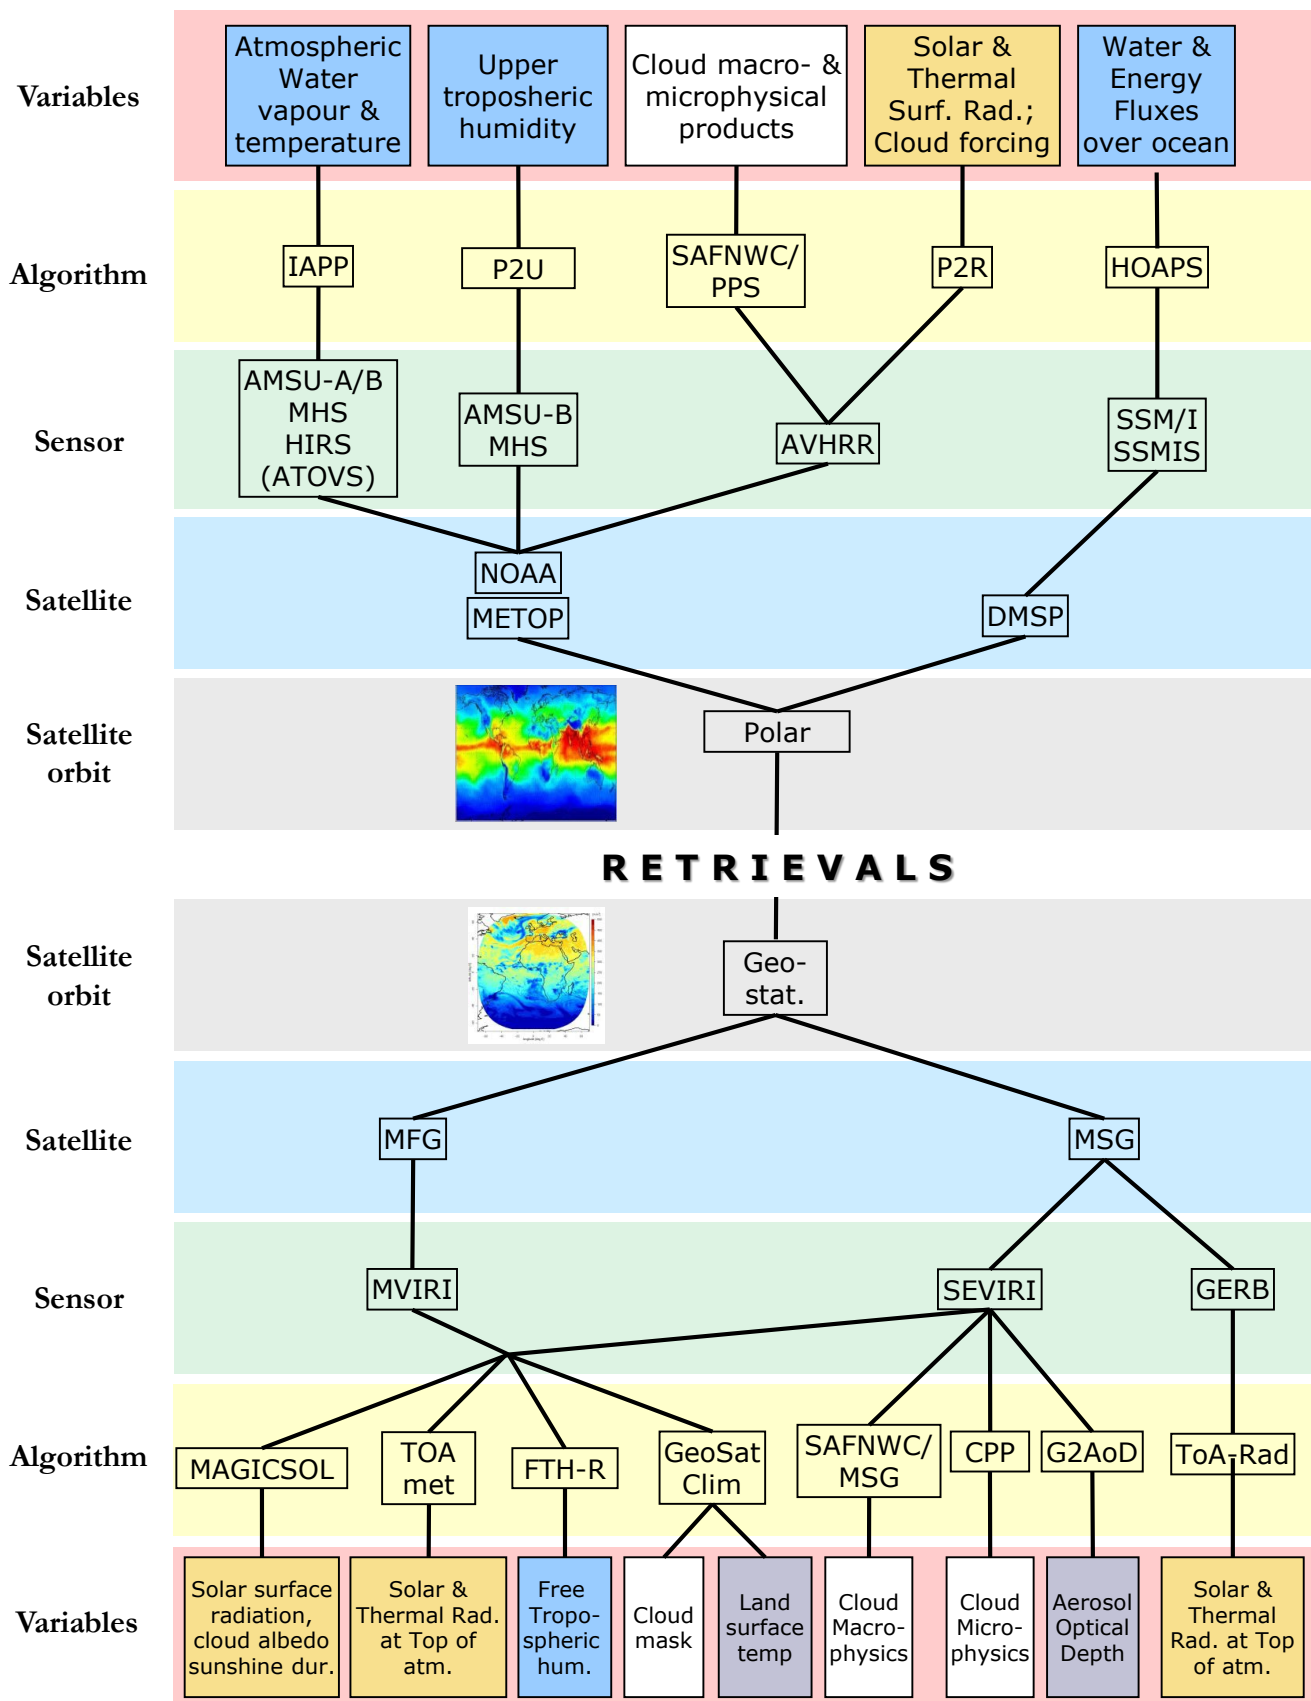 Variables
Atmospheric
Water
vapour &
temperature
Upper
troposheric
humidity
Cloud macro- &
microphysical
products
Solar &
Thermal
Surf. Rad.;
Cloud forcing
Water &
Energy
Fluxes
over ocean
Algorithm
IAPP
P2U
SAFNWC/
PPS
P2R
HOAPS
Sensor
AMSU-A/B
MHS
HIRS
(ATOVS)
AMSU-B
MHS
AVHRR
SSM/I
SSMIS
Satellite
NOAA
METOP
DMSP
Satellite
orbit
Polar
RETRIEVALS
Satellite
orbit
Geo-
stat.
Satellite
MFG
MSG
Sensor
MVIRI
SEVIRI
GERB
Algorithm
MAGICSOL
TOA
met
FTH-R
GeoSat
Clim
SAFNWC/
MSG
CPP
G2AoD
ToA-Rad
Variables
Solar surface
radiation,
cloud albedo
sunshine dur.
Solar &
Thermal Rad.
at Top of
atm.
Free
Tropo-
spheric
hum.
Cloud
mask
Land
surface
temp
Cloud
Macro-
physics
Cloud
Micro-
physics
Aerosol
Optical
Depth
Solar &
Thermal
Rad. at Top
of atm.